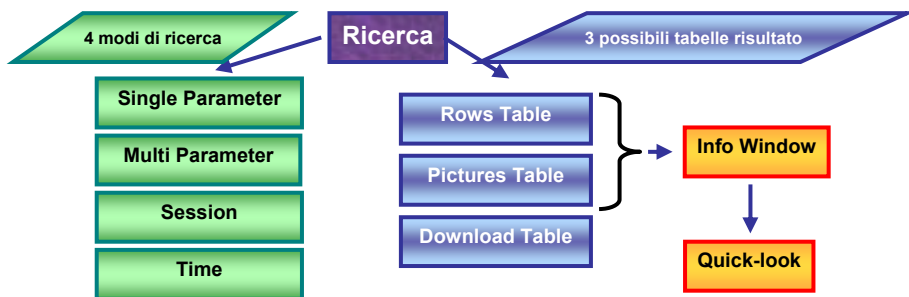 4 modi di ricerca
Ricerca
3 possibili tabelle risultato
Single Parameter
Multi Parameter
Session
Time
Rows Table
Pictures Table
Download Table
Info Window
Quick-look